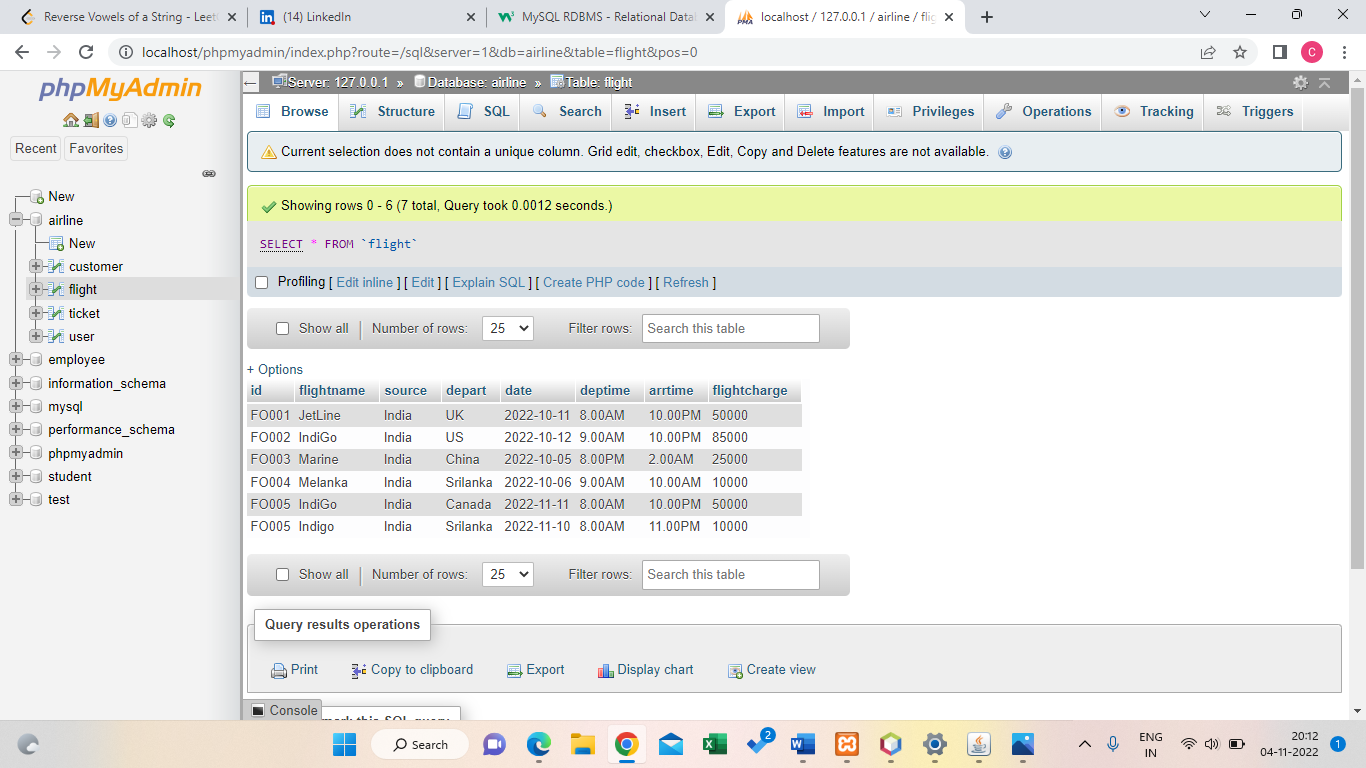 Reverse Vowels of a String - Leet
(14) LinkedIn
MySQL RDBMS - Relational Data
localhost / 127.0.0.1 / airline / flig
localhost/phpmyadmin/index.php?route=/sql&server=1&db=airline&table=flight&pos=0
C
phpMyAdmin
Recent Favorites
New
airline
New
customer
flight
ticket
user
employee
information_schema
mysql
performance_schema
phpmyadmin
student
test
Server: 127.0.0.1 » Database: airline » Table: flight
Browse Structure SQL Search Insert Export Import Privileges Operations Tracking Triggers
Current selection does not contain a unique column. Grid edit, checkbox, Edit, Copy and Delete features are not available.
Showing rows 0 - 6 (7 total, Query took 0.0012 seconds.)
SELECT * FROM `flight`
Profiling [ Edit inline ] [ Edit ] [ Explain SQL ] [ Create PHP code ] [ Refresh ]
Show all | Number of rows: 25 Filter rows: Search this table
+ Options
id flightname source depart date deptime arrtime flightcharge
FO001 JetLine India UK 2022-10-11 8.00AM 10.00PM 50000
FO002 IndiGo India US 2022-10-12 9.00AM 10.00PM 85000
FO003 Marine India China 2022-10-05 8.00PM 2.00AM 25000
FO004 Melanka India Srilanka 2022-10-06 9.00AM 10.00AM 10000
FO005 IndiGo India Canada 2022-11-11 8.00AM 10.00PM 50000
FO005 Indigo India Srilanka 2022-11-10 8.00AM 11.00PM 10000
Show all | Number of rows: 25 Filter rows: Search this table
Query results operations
Print Copy to clipboard Export Display chart Create view
Console
Search
2
ENG
IN
20:12
04-11-2022
1